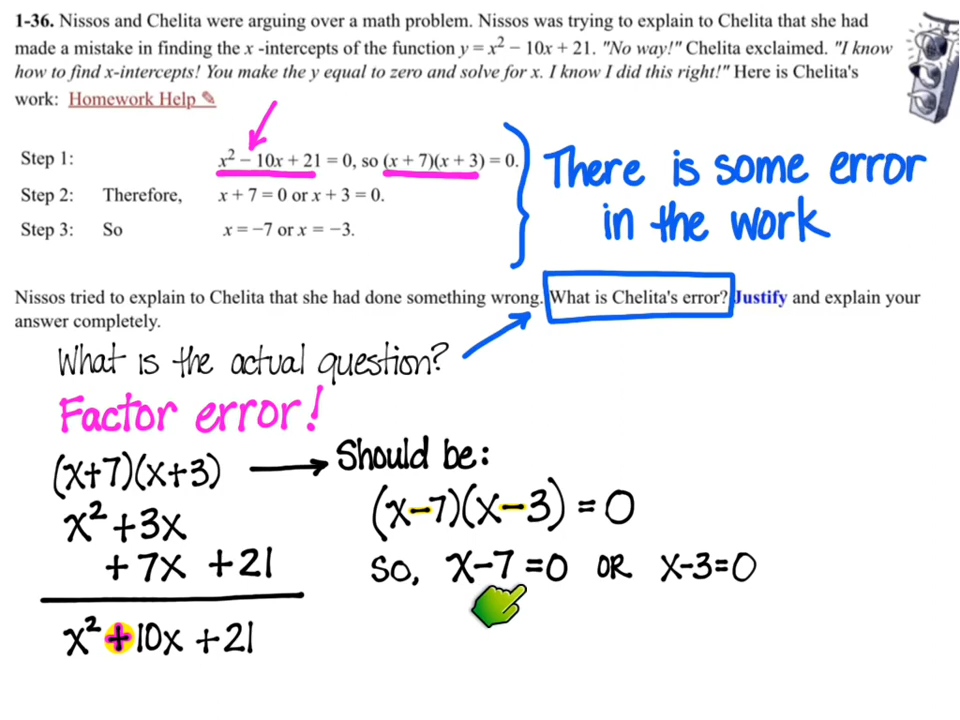 1-36. Nissos and Chelita were arguing over a math problem. Nissos was trying to explain to Chelita that she had
made a mistake in finding the x -intercepts of the function y = x² − 10x + 21. "No way!" Chelita exclaimed. "I know
how to find x-intercepts! You make the y equal to zero and solve for x. I know I did this right!" Here is Chelita's
work: Homework Help ✎
Step 1: x² − 10x + 21 = 0, so (x + 7)(x + 3) = 0.
Step 2: Therefore, x + 7 = 0 or x + 3 = 0.
Step 3: So x = −7 or x = −3.
There is some error
in the work
Nissos tried to explain to Chelita that she had done something wrong. What is Chelita's error? Justify and explain your
answer completely.
What is the actual question?
Factor error!
(x+7)(x+3)
x² +3x
+7x +21
x² +10x +21
Should be:
(x−7)(x−3) = 0
so, x−7=0 OR x-3=0